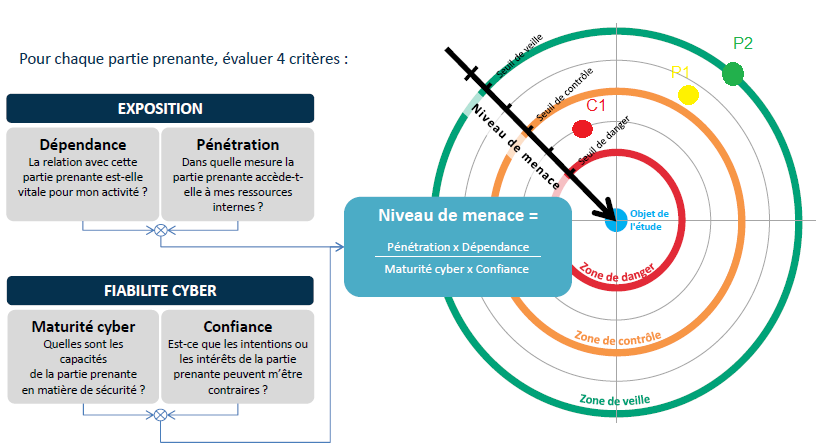 Pour chaque partie prenante, évaluer 4 critères :
EXPOSITION
Dépendance
La relation avec cette
partie prenante est-elle
vitale pour mon activité ?
Pénétration
Dans quelle mesure la
partie prenante accède-t-
elle à mes ressources
internes ?
FIABILITE CYBER
Maturité cyber
Quelles sont les
capacités
de la partie prenante
en matière de sécurité ?
Confiance
Est-ce que les intentions ou
les intérêts de la partie
prenante peuvent m'être
contraires ?
Niveau de menace =
Pénétration x Dépendance
Maturité cyber x Confiance
Seuil de veille
Seuil de contrôle
Seuil de danger
Niveau de menace
P2
P1
C1
Objet de
l'étude
Zone de danger
Zone de contrôle
Zone de veille